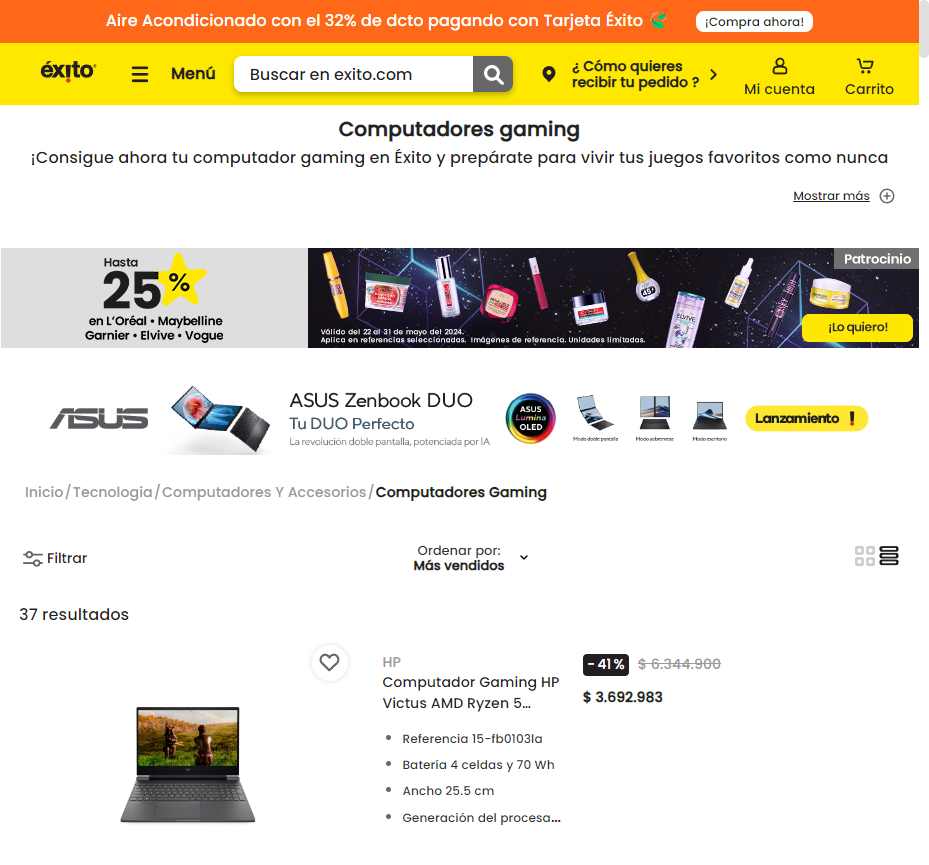 Aire Acondicionado con el 32% de dcto pagando con Tarjeta Éxito
¡Compra ahora!
éxito
Menú
Buscar en exito.com
¿ Cómo quieres
recibir tu pedido ?
Mi cuenta
Carrito
Computadores gaming
¡Consigue ahora tu computador gaming en Éxito y prepárate para vivir tus juegos favoritos como nunca
Mostrar más
Hasta
25%
en L'Oréal • Maybelline
Garnier • Elvive • Vogue
Patrocinio
45+
ELVIVE
Válido del 22 al 31 de mayo del 2024.
Aplica en referencias seleccionadas. Imágenes de referencia. Unidades limitadas.
¡Lo quiero!
ASUS
ASUS Zenbook DUO
Tu DUO Perfecto
La revolución doble pantalla, potenciada por IA
ASUS
Lumina
OLED
Modo doble pantalla
Modo sobremesa
Modo escritorio
Lanzamiento !
Inicio/Tecnologia/Computadores Y Accesorios/Computadores Gaming
Filtrar
Ordenar por:
Más vendidos
37 resultados
HP
Computador Gaming HP
Victus AMD Ryzen 5...
- 41%
$ 6.344.900
$ 3.692.983
Referencia 15-fb0103la
Batería 4 celdas y 70 Wh
Ancho 25.5 cm
Generación del procesa...